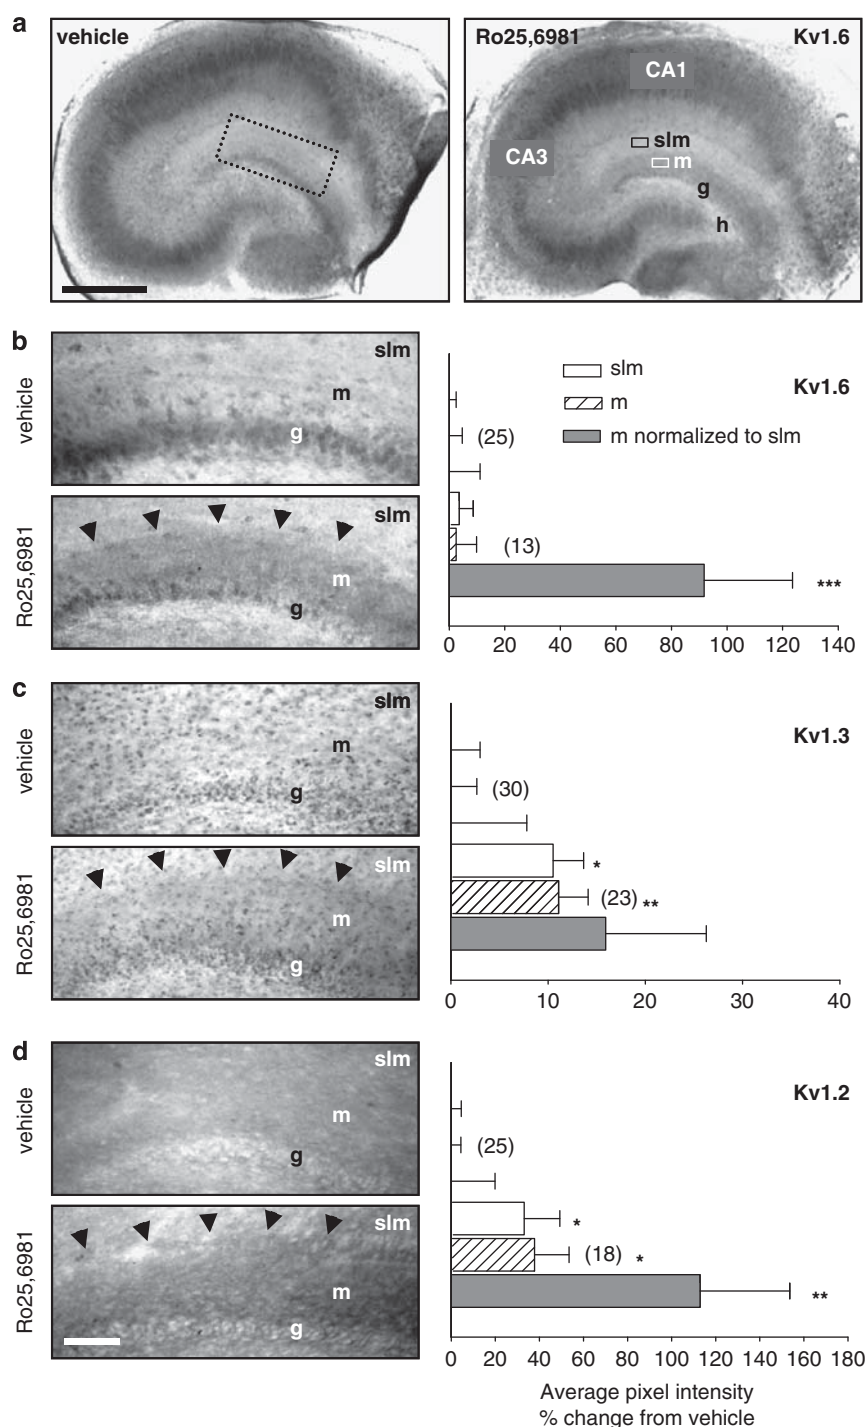 a
vehicle
Ro25,6981
Kv1.6
CA1
CA3
slm
m
g
h
b
vehicle
slm
m
g
Ro25,6981
slm
m
g
slm
m
m normalized to slm
Kv1.6
(25)
(13)
***
0 20 40 60 80 100 120 140
c
vehicle
slm
m
g
Ro25,6981
slm
m
g
Kv1.3
(30)
*
(23) **
0 10 20 30 40
d
vehicle
slm
m
g
Ro25,6981
slm
m
g
Kv1.2
(25)
*
(18) *
**
0 20 40 60 80 100 120 140 160 180
Average pixel intensity
% change from vehicle